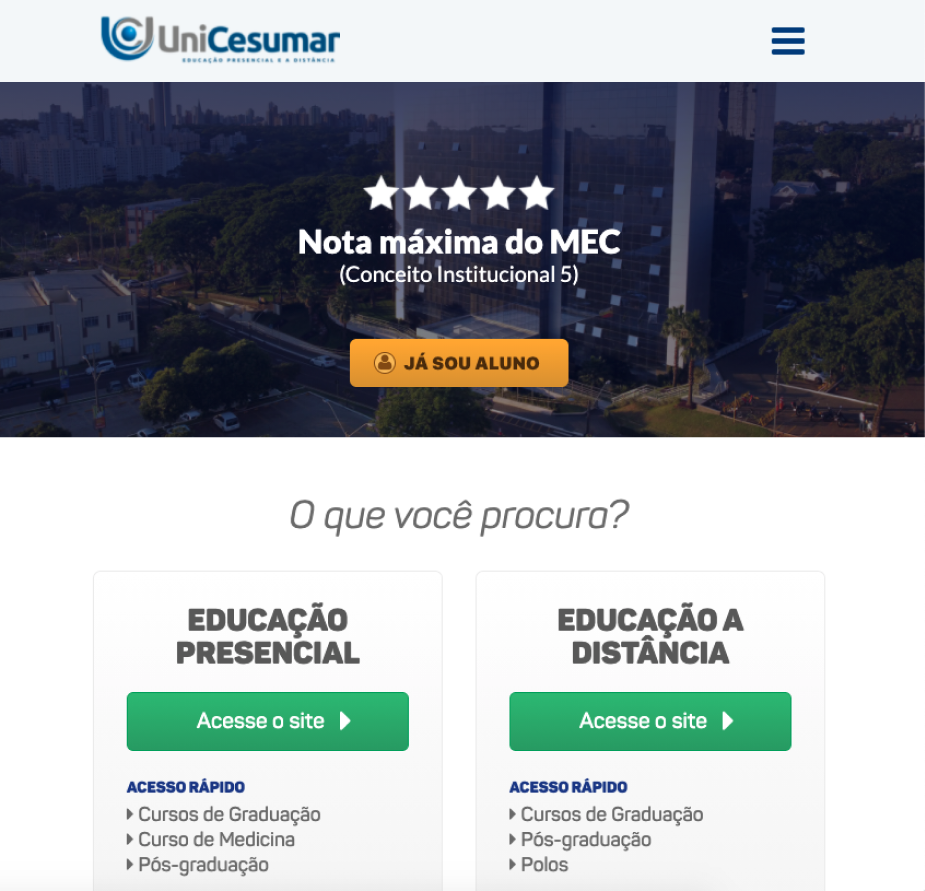 UniCesumar
EDUCAÇÃO PRESENCIAL E A DISTÂNCIA
Nota máxima do MEC
(Conceito Institucional 5)
JÁ SOU ALUNO
O que você procura?
EDUCAÇÃO
PRESENCIAL
Acesse o site
ACESSO RÁPIDO
Cursos de Graduação
Curso de Medicina
Pós-graduação
EDUCAÇÃO A
DISTÂNCIA
Acesse o site
ACESSO RÁPIDO
Cursos de Graduação
Pós-graduação
Polos